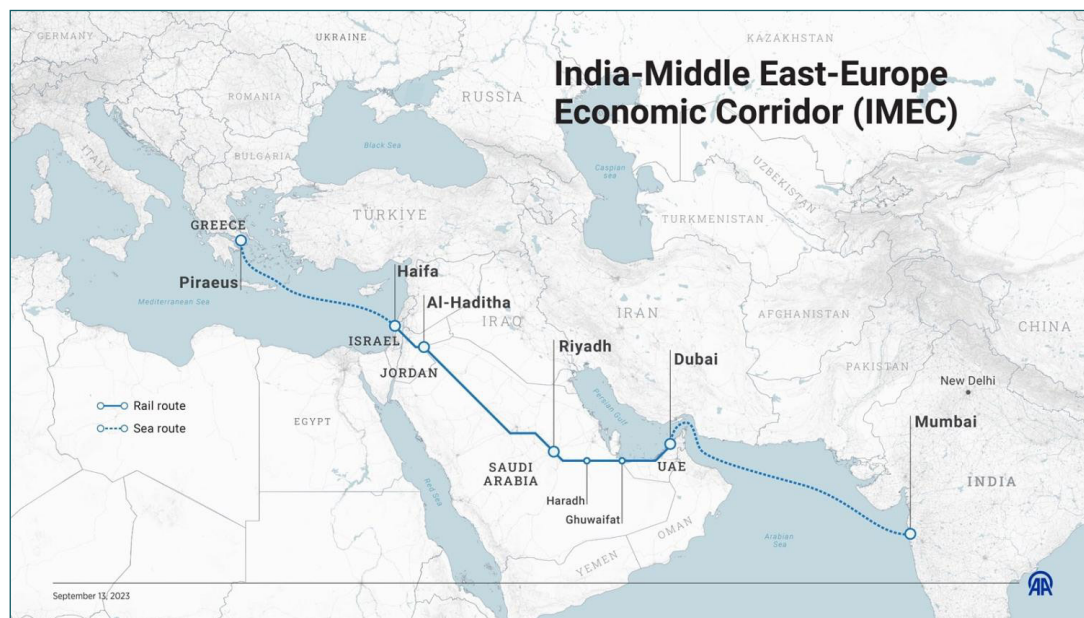 India-Middle East-Europe
Economic Corridor (IMEC)
GERMANY
UKRAINE
KAZAKHSTAN
ROMANIA
RUSSIA
ITALY
Black Sea
BULGARIA
Caspian
sea
UZBEKISTAN
GREECE
TÜRKİYE
TURKMENISTAN
Piraeus
Haifa
Mediterranean Sea
Al-Haditha
IRAQ
IRAN
AFGHANISTAN
CHINA
ISRAEL
JORDAN
Riyadh
Dubai
PAKISTAN
New Delhi
Rail route
Sea route
EGYPT
Persian Gulf
Mumbai
SAUDI
ARABIA
UAE
INDIA
Red Sea
Haradh
Ghuwaifat
OMAN
YEMEN
Arabian
Sea
September 13, 2023
AA